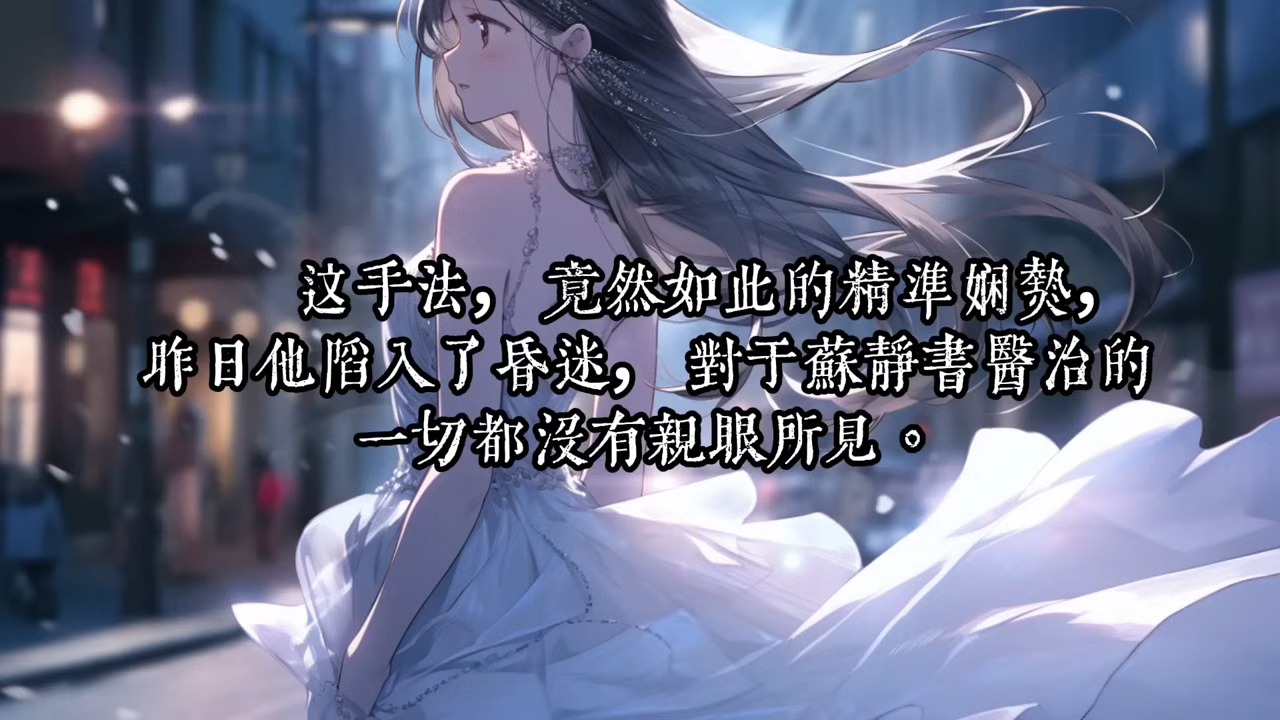 这手法，竟然如此的精準娴熱，
昨日他陷入了昏迷，對于蘇靜書醫治的
一切都没有親眼所見。